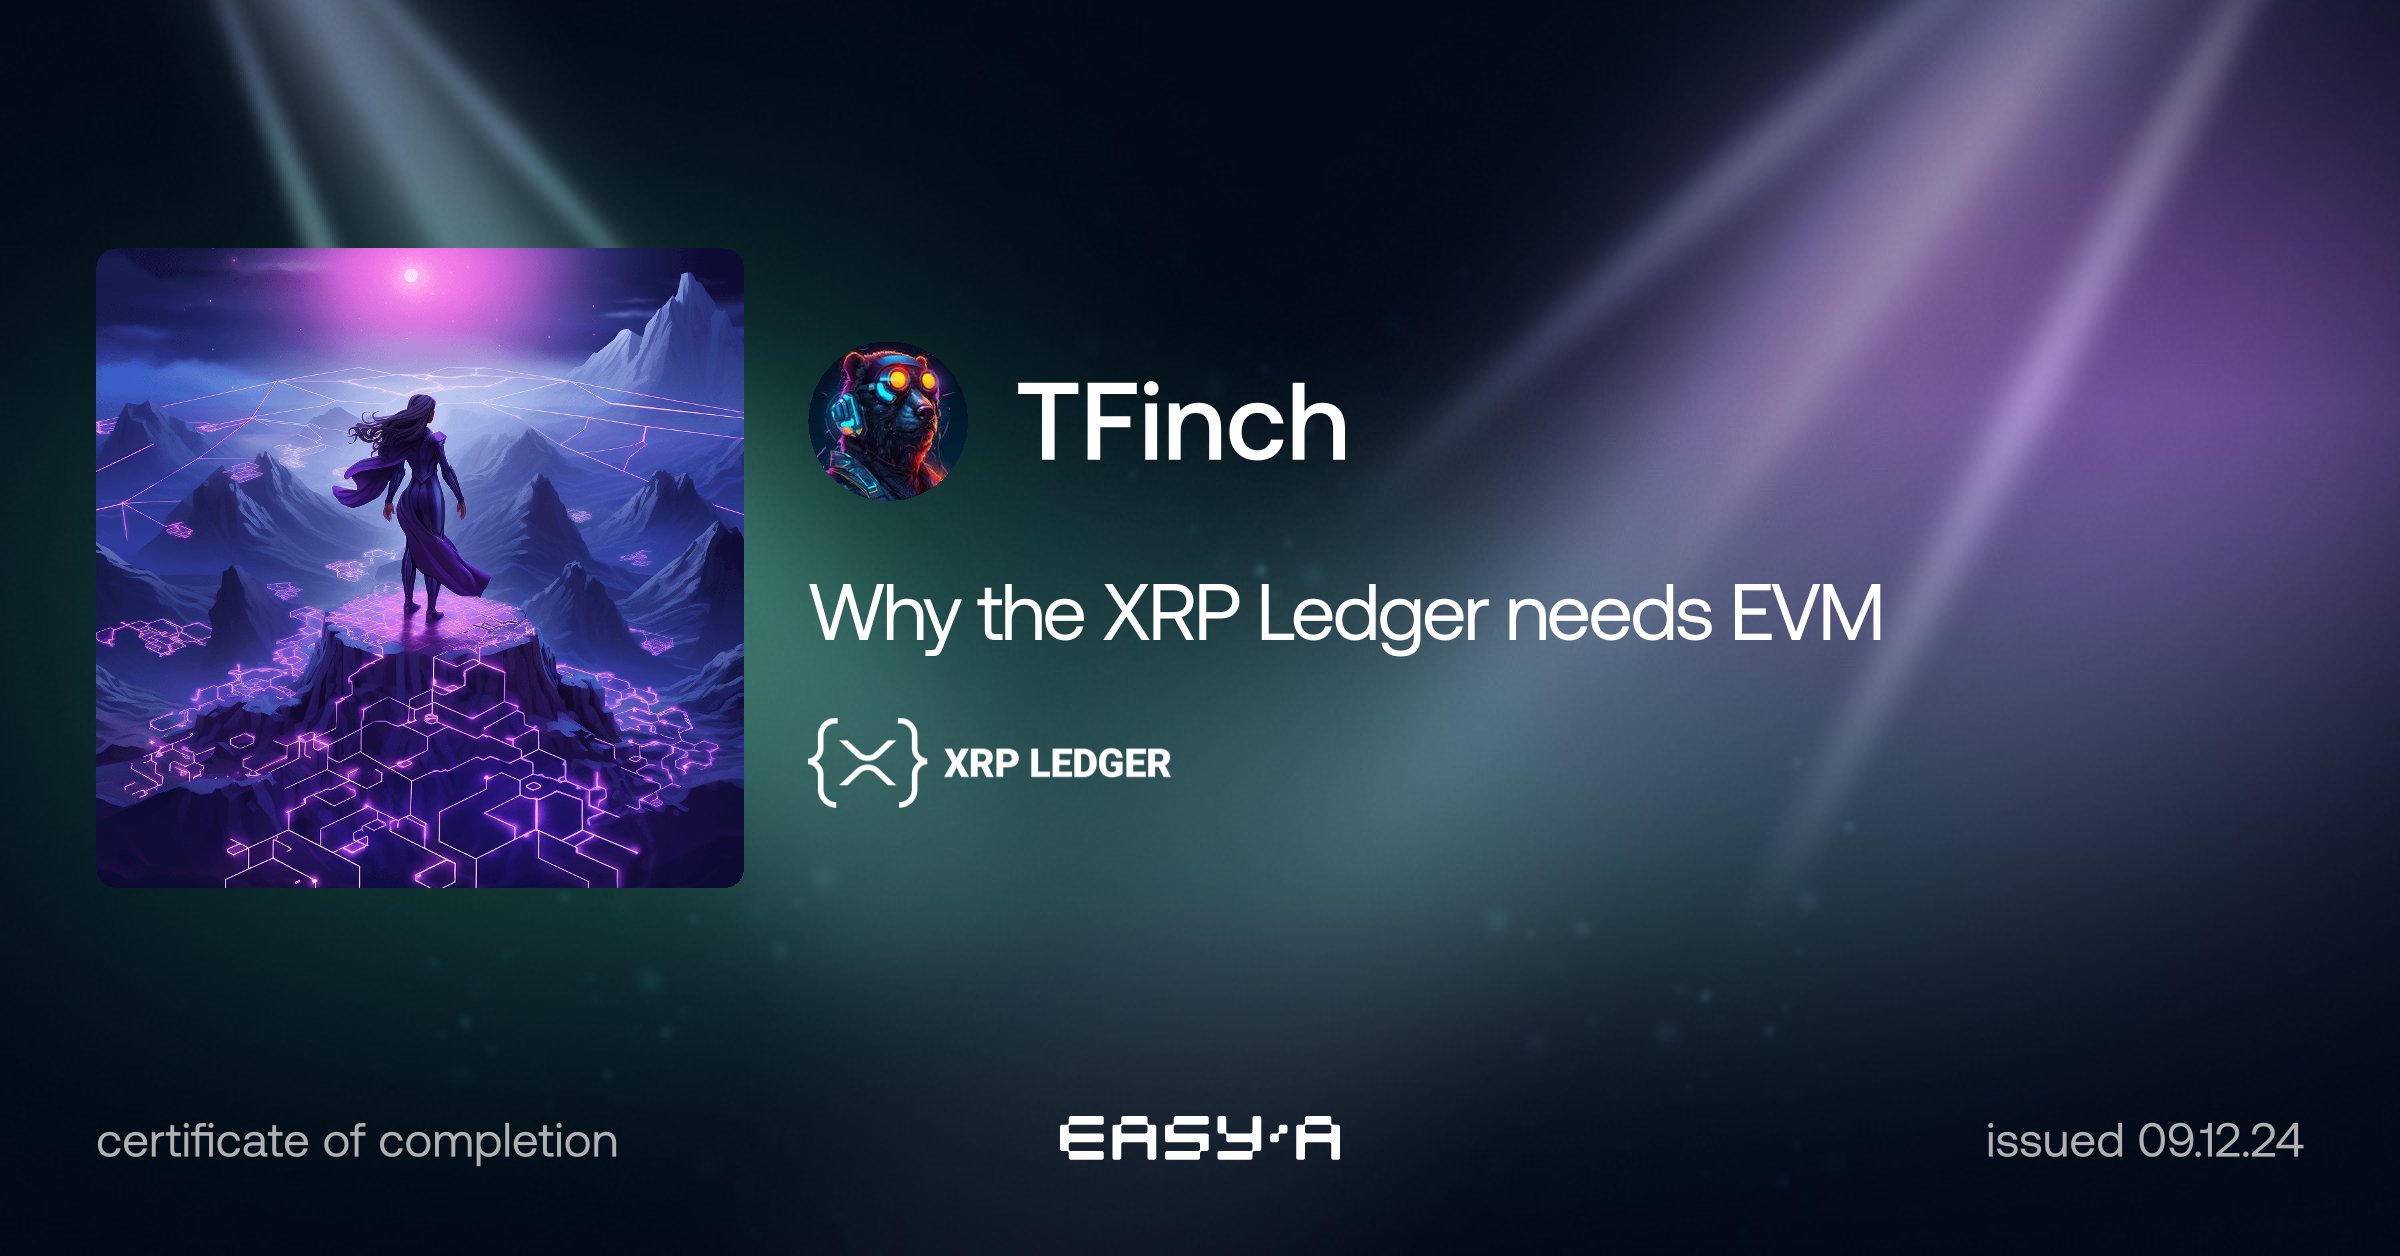 TFinch
Why the XRP Ledger needs EVM
XRP LEDGER
certificate of completion
EASY·A
issued 09.12.24